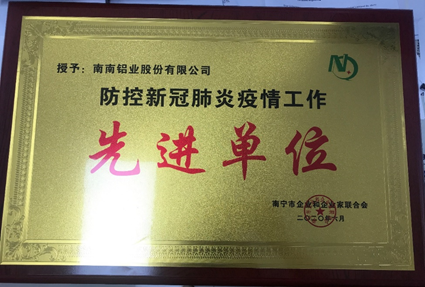 授予：南南铝业股份有限公司
防控新冠肺炎疫情工作
先进单位
南宁市企业和企业家联合会
二〇二〇年六月